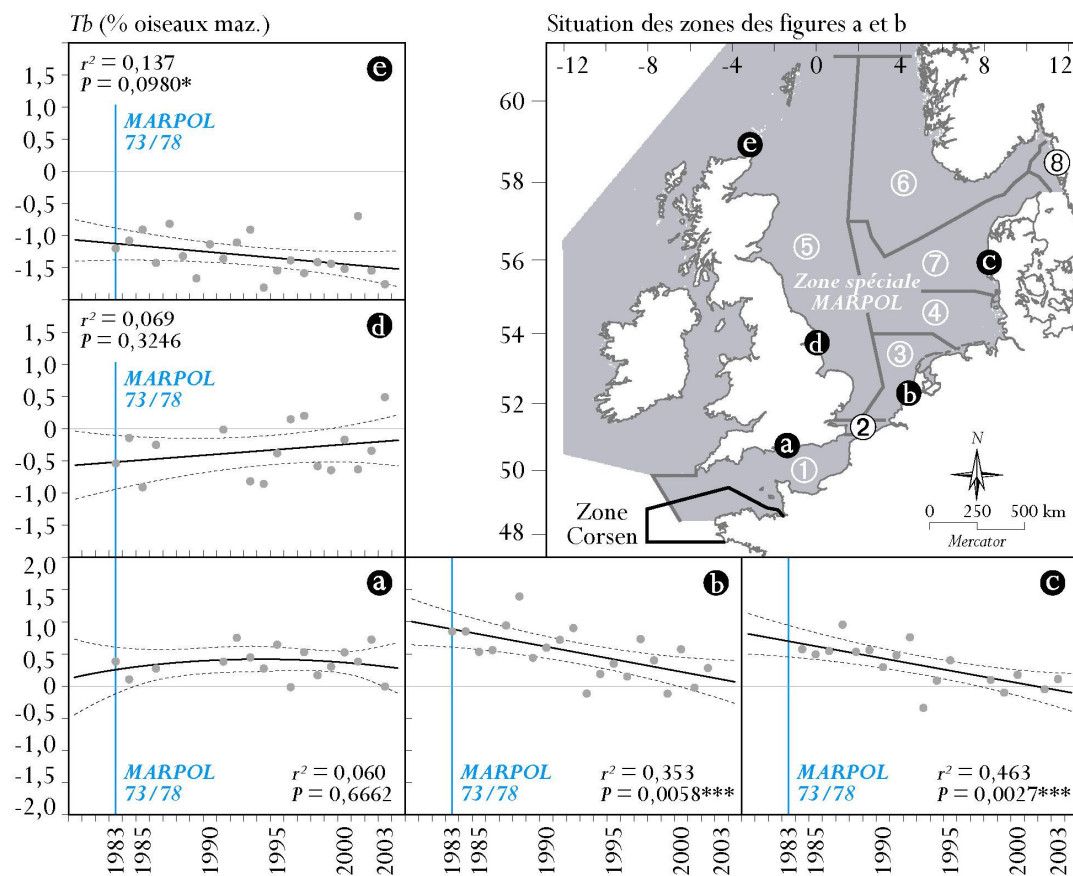 Tb (% oiseaux maz.)
Situation des zones des figures a et b
1,5
1,0
0,5
0
-0,5
-1,0
-1,5
r² = 0,137
P = 0,0980*
e
MARPOL
73/78
1,5
1,0
0,5
0
-0,5
-1,0
-1,5
r² = 0,069
P = 0,3246
d
MARPOL
73/78
-12 -8 -4 0 4 8 12
60
58
56
54
52
50
48
e
6
8
5
7
c
Zone spéciale
MARPOL
4
d
3
b
2
a
1
Zone
Corsen
N
0 250 500 km
Mercator
2,0
1,5
1,0
0,5
0
-0,5
-1,0
-1,5
-2,0
a
MARPOL
73/78
r² = 0,060
P = 0,6662
1983 1985 1990 1995 2000 2003
b
MARPOL
73/78
r² = 0,353
P = 0,0058***
1983 1985 1990 1995 2000 2003
c
MARPOL
73/78
r² = 0,463
P = 0,0027***
1983 1985 1990 1995 2000 2003